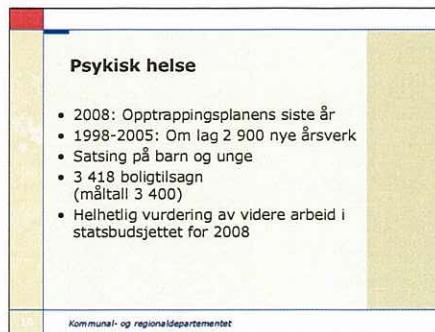 Psykisk helse
• 2008: Opptrappingsplanens siste år
• 1998-2005: Om lag 2 900 nye årsverk
• Satsing på barn og unge
• 3 418 boligtilsagn
(måltall 3 400)
• Helhetlig vurdering av videre arbeid i
statsbudsjettet for 2008
Kommunal- og regionaldepartementet